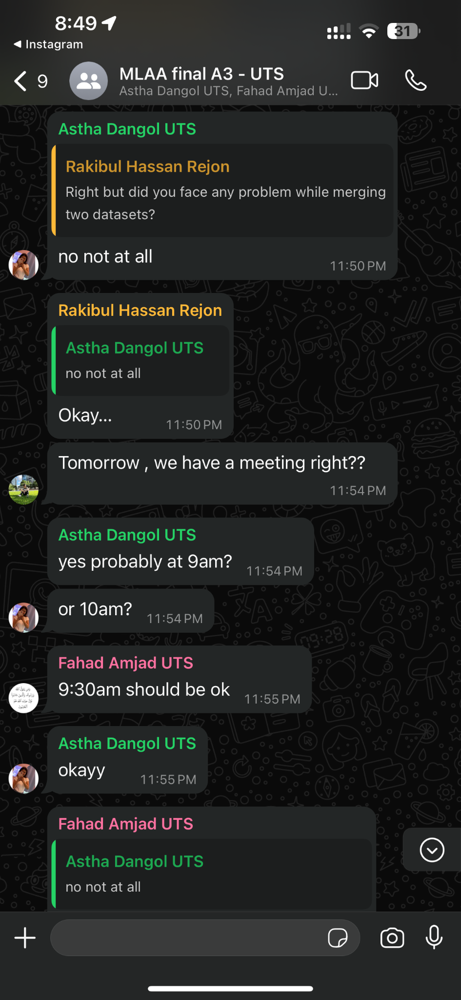 8:49
31
Instagram
9
MLAA final A3 - UTS
Astha Dangol UTS, Fahad Amjad U...
Astha Dangol UTS
Rakibul Hassan Rejon
Right but did you face any problem while merging
two datasets?
no not at all
11:50 PM
Rakibul Hassan Rejon
Astha Dangol UTS
no not at all
Okay...
11:50 PM
Tomorrow , we have a meeting right??
11:54 PM
Astha Dangol UTS
yes probably at 9am?
11:54 PM
or 10am?
11:54 PM
09:28
Fahad Amjad UTS
9:30am should be ok
11:55 PM
Astha Dangol UTS
okayy
11:55 PM
Fahad Amjad UTS
Astha Dangol UTS
no not at all